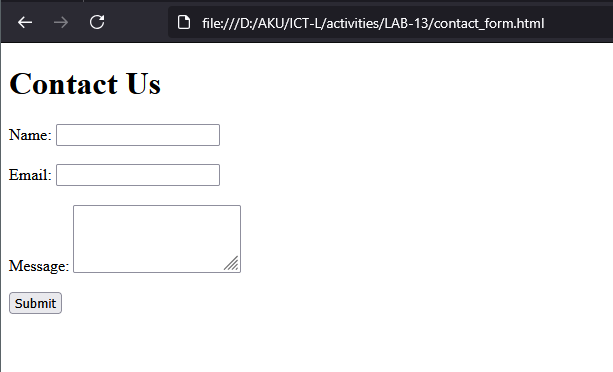 file:///D:/AKU/ICT-L/activities/LAB-13/contact_form.html
Contact Us
Name:
Email:
Message:
Submit